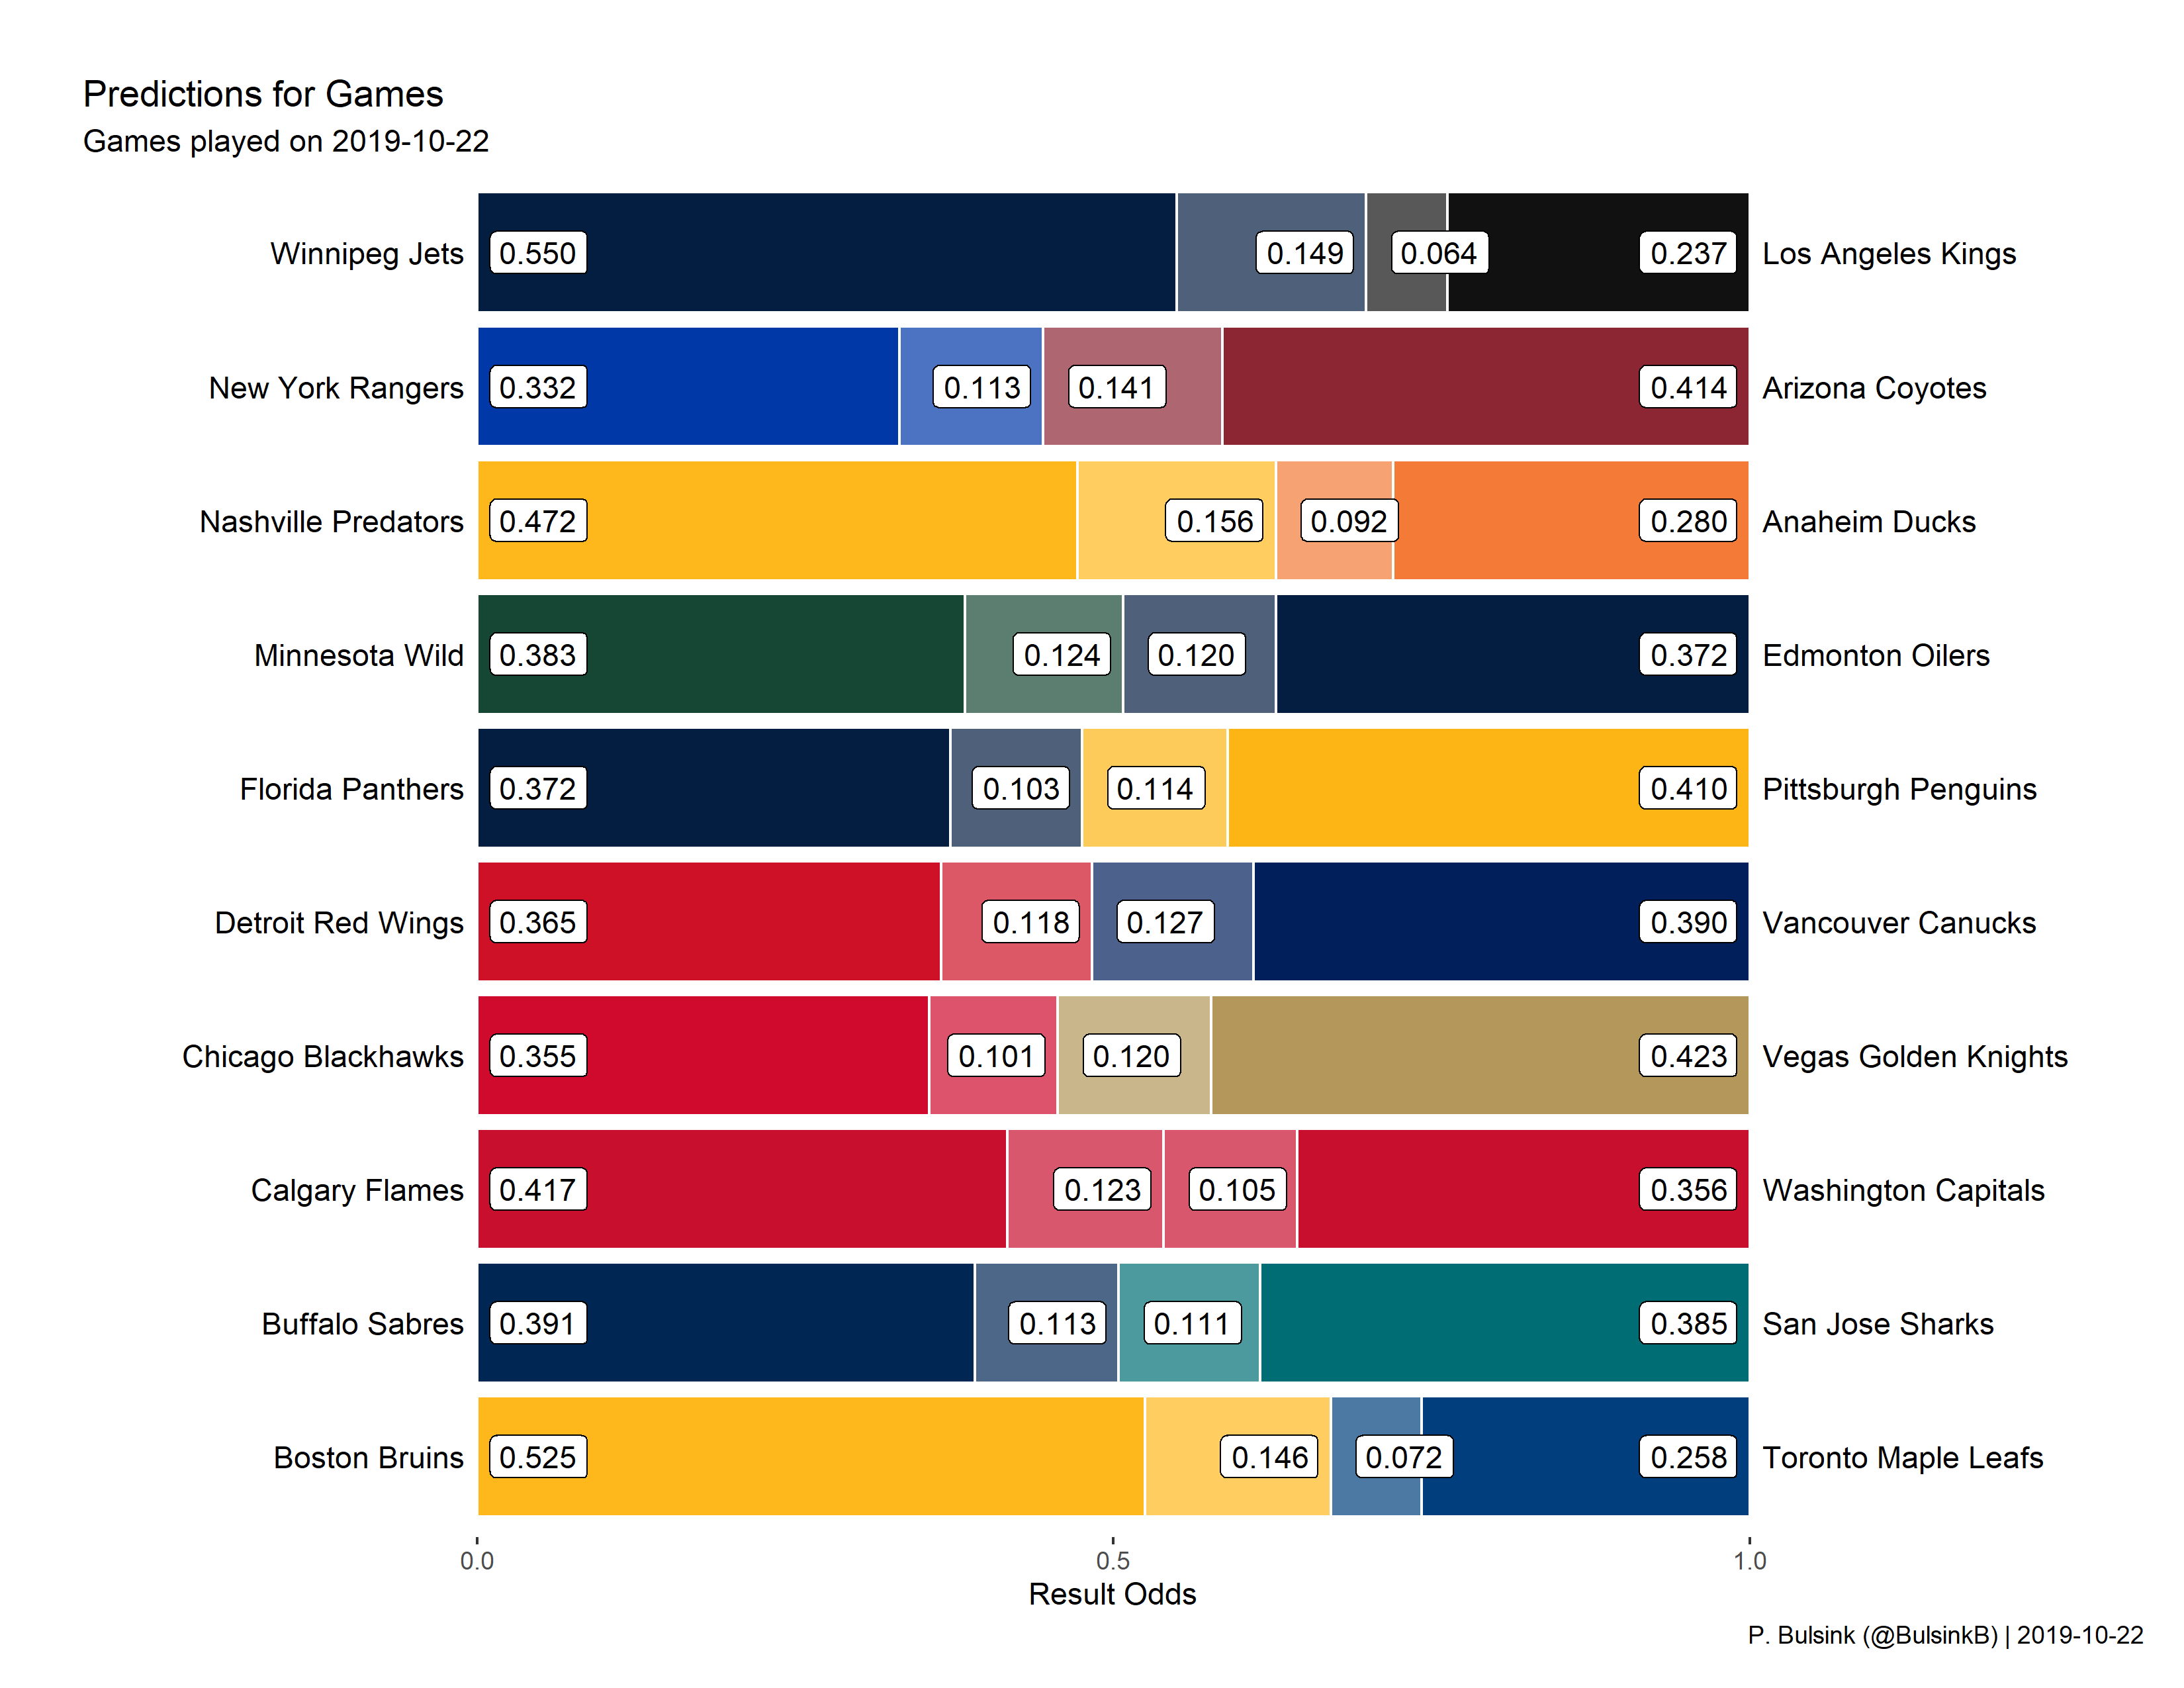 Predictions for Games
Games played on 2019-10-22
Winnipeg Jets 0.550 0.149 0.064 0.237 Los Angeles Kings
New York Rangers 0.332 0.113 0.141 0.414 Arizona Coyotes
Nashville Predators 0.472 0.156 0.092 0.280 Anaheim Ducks
Minnesota Wild 0.383 0.124 0.120 0.372 Edmonton Oilers
Florida Panthers 0.372 0.103 0.114 0.410 Pittsburgh Penguins
Detroit Red Wings 0.365 0.118 0.127 0.390 Vancouver Canucks
Chicago Blackhawks 0.355 0.101 0.120 0.423 Vegas Golden Knights
Calgary Flames 0.417 0.123 0.105 0.356 Washington Capitals
Buffalo Sabres 0.391 0.113 0.111 0.385 San Jose Sharks
Boston Bruins 0.525 0.146 0.072 0.258 Toronto Maple Leafs
0.0 0.5 1.0
Result Odds
P. Bulsink (@BulsinkB) | 2019-10-22